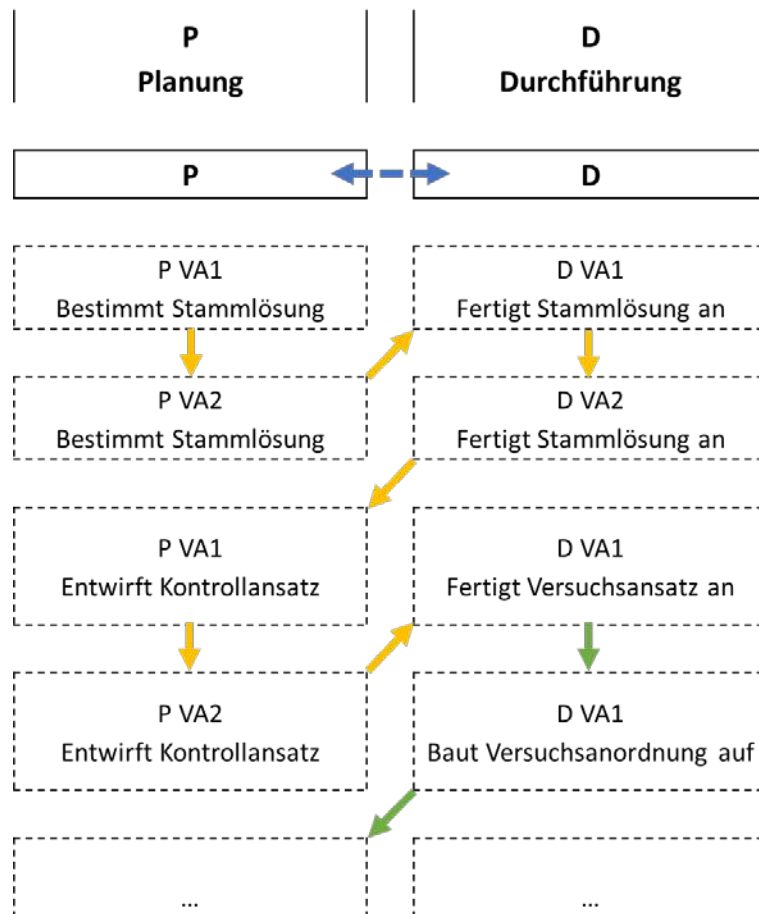 P
Planung
D
Durchführung
P
D
P VA1
Bestimmt Stammlösung
D VA1
Fertigt Stammlösung an
P VA2
Bestimmt Stammlösung
D VA2
Fertigt Stammlösung an
P VA1
Entwirft Kontrollansatz
D VA1
Fertigt Versuchsansatz an
P VA2
Entwirft Kontrollansatz
D VA1
Baut Versuchsanordnung auf
...
...